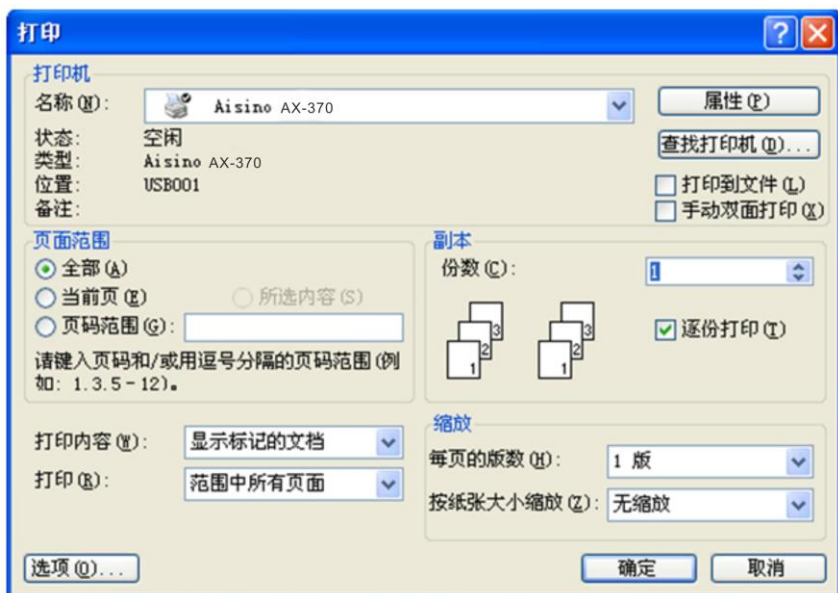 打印
打印机
名称(N):
Aisino AX-370
属性(P)
状态:
空闲
查找打印机(D)...
类型:
Aisino AX-370
位置:
USB001
打印到文件(L)
备注:
手动双面打印(X)
页面范围
全部(A)
当前页(E)
所选内容(S)
页码范围(G):
请键入页码和/或用逗号分隔的页码范围(例
如: 1.3.5-12)。
副本
份数(C):
1
1 2 3
1 2 3
逐份打印(T)
打印内容(W):
显示标记的文档
打印(R):
范围中所有页面
缩放
每页的版数(H):
1 版
按纸张大小缩放(Z):
无缩放
选项(O)...
确定
取消